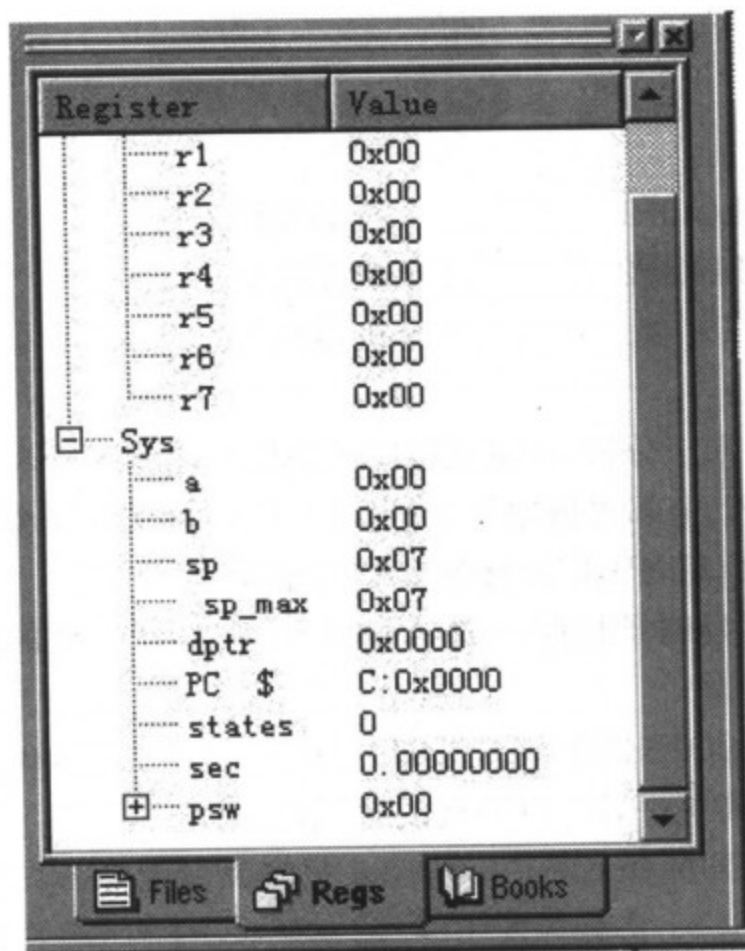 Register Value
r1 0x00
r2 0x00
r3 0x00
r4 0x00
r5 0x00
r6 0x00
r7 0x00
Sys
a 0x00
b 0x00
sp 0x07
sp_max 0x07
dptr 0x0000
PC $ C:0x0000
states 0
sec 0.00000000
psw 0x00
Files Regs Books